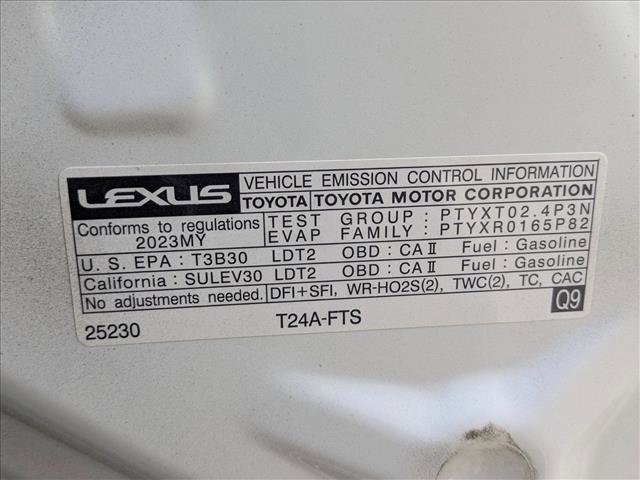 LEXUS VEHICLE EMISSION CONTROL INFORMATION
TOYOTA TOYOTA MOTOR CORPORATION
Conforms to regulations TEST GROUP : PTYXT02.4P3N
2023MY EVAP FAMILY : PTYXR0165P82
U. S. EPA : T3B30 LDT2 OBD : CA II Fuel : Gasoline
California : SULEV30 LDT2 OBD : CA II Fuel : Gasoline
No adjustments needed. DFI+SFI, WR-HO2S(2), TWC(2), TC, CAC
25230 T24A-FTS Q9